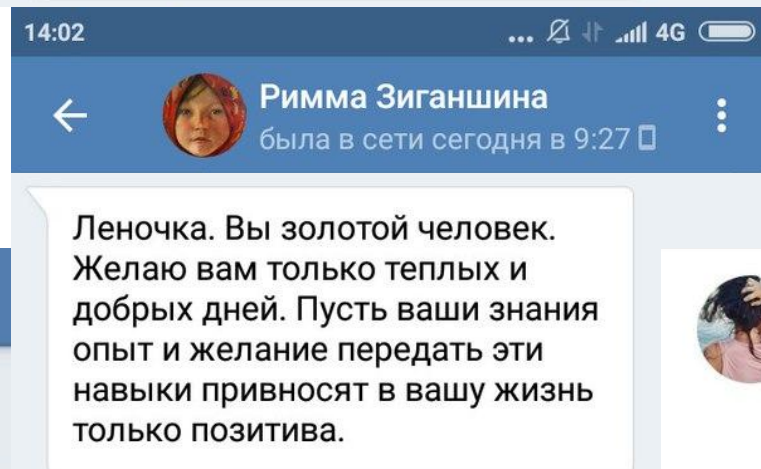 14:02 ... 4G
Римма Зиганшина
была в сети сегодня в 9:27
Леночка. Вы золотой человек.
Желаю вам только теплых и
добрых дней. Пусть ваши знания
опыт и желание передать эти
навыки привносят в вашу жизнь
только позитива.